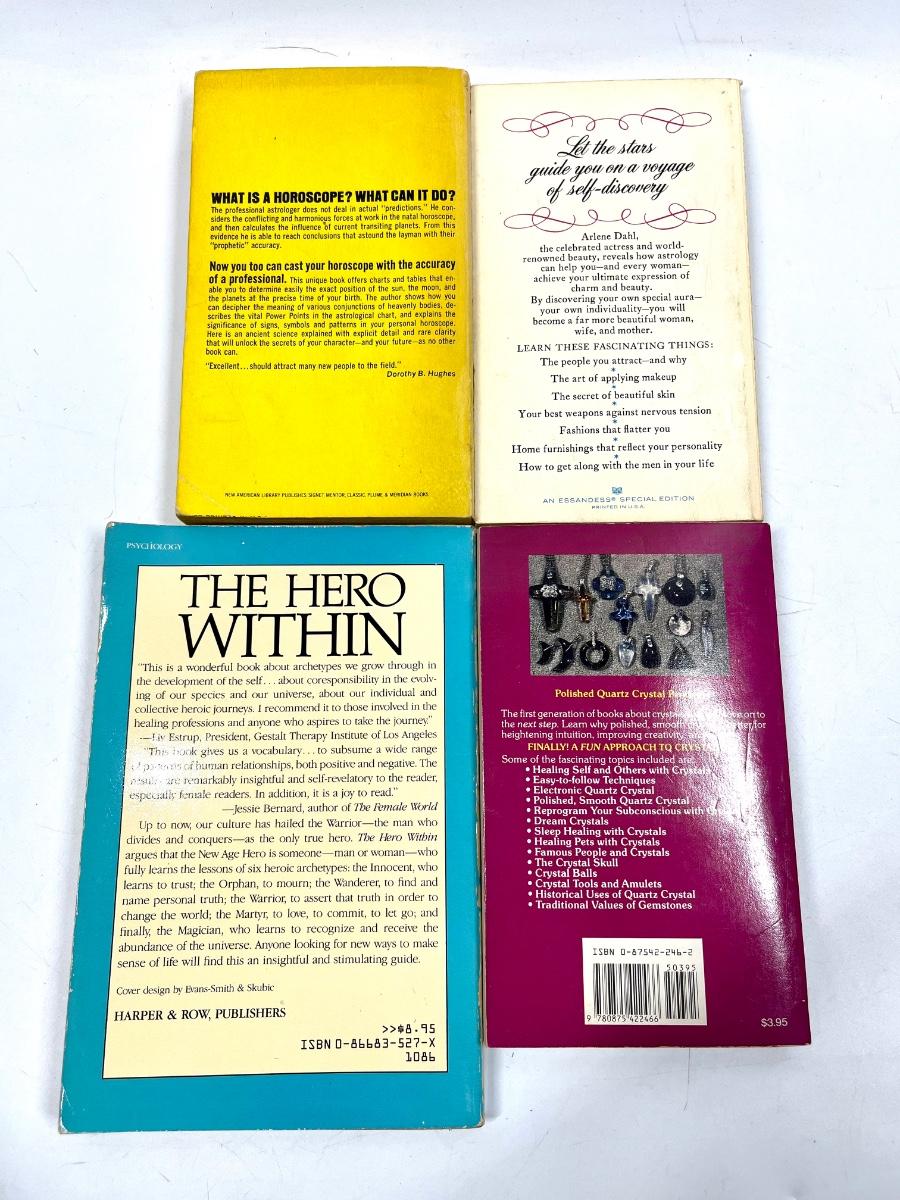 WHAT IS A HOROSCOPE? WHAT CAN IT DO?
The professional astrologer does not deal in actual "predictions." He con-
siders the conflicting and harmonious forces at work in the natal horoscope,
and then calculates the influence of current transiting planets. From this
evidence he is able to reach conclusions that astound the layman with their
"prophetic" accuracy.
Now you too can cast your horoscope with the accuracy
of a professional. This unique book offers charts and tables that en-
able you to determine easily the exact position of the sun, the moon, and
the planets at the precise time of your birth. The author shows how you
can decipher the meaning of various conjunctions of heavenly bodies, de-
scribes the vital Power Points in the astrological chart, and explains the
significance of signs, symbols and patterns in your personal horoscope.
Here is an ancient science explained with explicit detail and rare clarity
that will unlock the secrets of your character—and your future—as no other
book can.
"Excellent...should attract many new people to the field."
Dorothy B. Hughes
NEW AMERICAN LIBRARY PUBLISHES SIGNET, MENTOR, CLASSIC, PLUME & MERIDIAN BOOKS
Let the stars
guide you on a voyage
of self-discovery
Arlene Dahl,
the celebrated actress and world-
renowned beauty, reveals how astrology
can help you—and every woman—
achieve your ultimate expression of
charm and beauty.
By discovering your own special aura—
your own individuality—you will
become a far more beautiful woman,
wife, and mother.
LEARN THESE FASCINATING THINGS:
The people you attract—and why
*
The art of applying makeup
*
The secret of beautiful skin
*
Your best weapons against nervous tension
*
Fashions that flatter you
*
Home furnishings that reflect your personality
*
How to get along with the men in your life
AN ESSANDESS® SPECIAL EDITION
PRINTED IN U.S.A.
PSYCHOLOGY
THE HERO
WITHIN
"This is a wonderful book about archetypes we grow through in
the development of the self...about coresponsibility in the evolv-
ing of our species and our universe, about our individual and
collective heroic journeys. I recommend it to those involved in the
healing professions and anyone who aspires to take the journey."
—Liv Estrup, President, Gestalt Therapy Institute of Los Angeles
"This book gives us a vocabulary...to subsume a wide range
of patterns of human relationships, both positive and negative. The
results are remarkably insightful and self-revelatory to the reader,
especially female readers. In addition, it is a joy to read."
—Jessie Bernard, author of The Female World
Up to now, our culture has hailed the Warrior—the man who
divides and conquers—as the only true hero. The Hero Within
argues that the New Age Hero is someone—man or woman—who
fully learns the lessons of six heroic archetypes: the Innocent, who
learns to trust; the Orphan, to mourn; the Wanderer, to find and
name personal truth; the Warrior, to assert that truth in order to
change the world; the Martyr, to love, to commit, to let go; and
finally, the Magician, who learns to recognize and receive the
abundance of the universe. Anyone looking for new ways to make
sense of life will find this an insightful and stimulating guide.
Cover design by Evans-Smith & Skubic
HARPER & ROW, PUBLISHERS
>>$8.95
ISBN 0-86683-527-X
1086
Polished Quartz Crystal
The first generation of books about
the next step. Learn why polished, smooth
heightening intuition, improving creativity,
FINALLY! A FUN APPROACH TO
Some of the fascinating topics included are:
• Healing Self and Others with Crystals
• Easy-to-follow Techniques
• Electronic Quartz Crystal
• Polished, Smooth Quartz Crystal
• Reprogram Your Subconscious with
• Dream Crystals
• Sleep Healing with Crystals
• Healing Pets with Crystals
• Famous People and Crystals
• The Crystal Skull
• Crystal Balls
• Crystal Tools and Amulets
• Historical Uses of Quartz Crystal
• Traditional Values of Gemstones
ISBN 0-87542-246-2
50395
9 780875 422466
$3.95